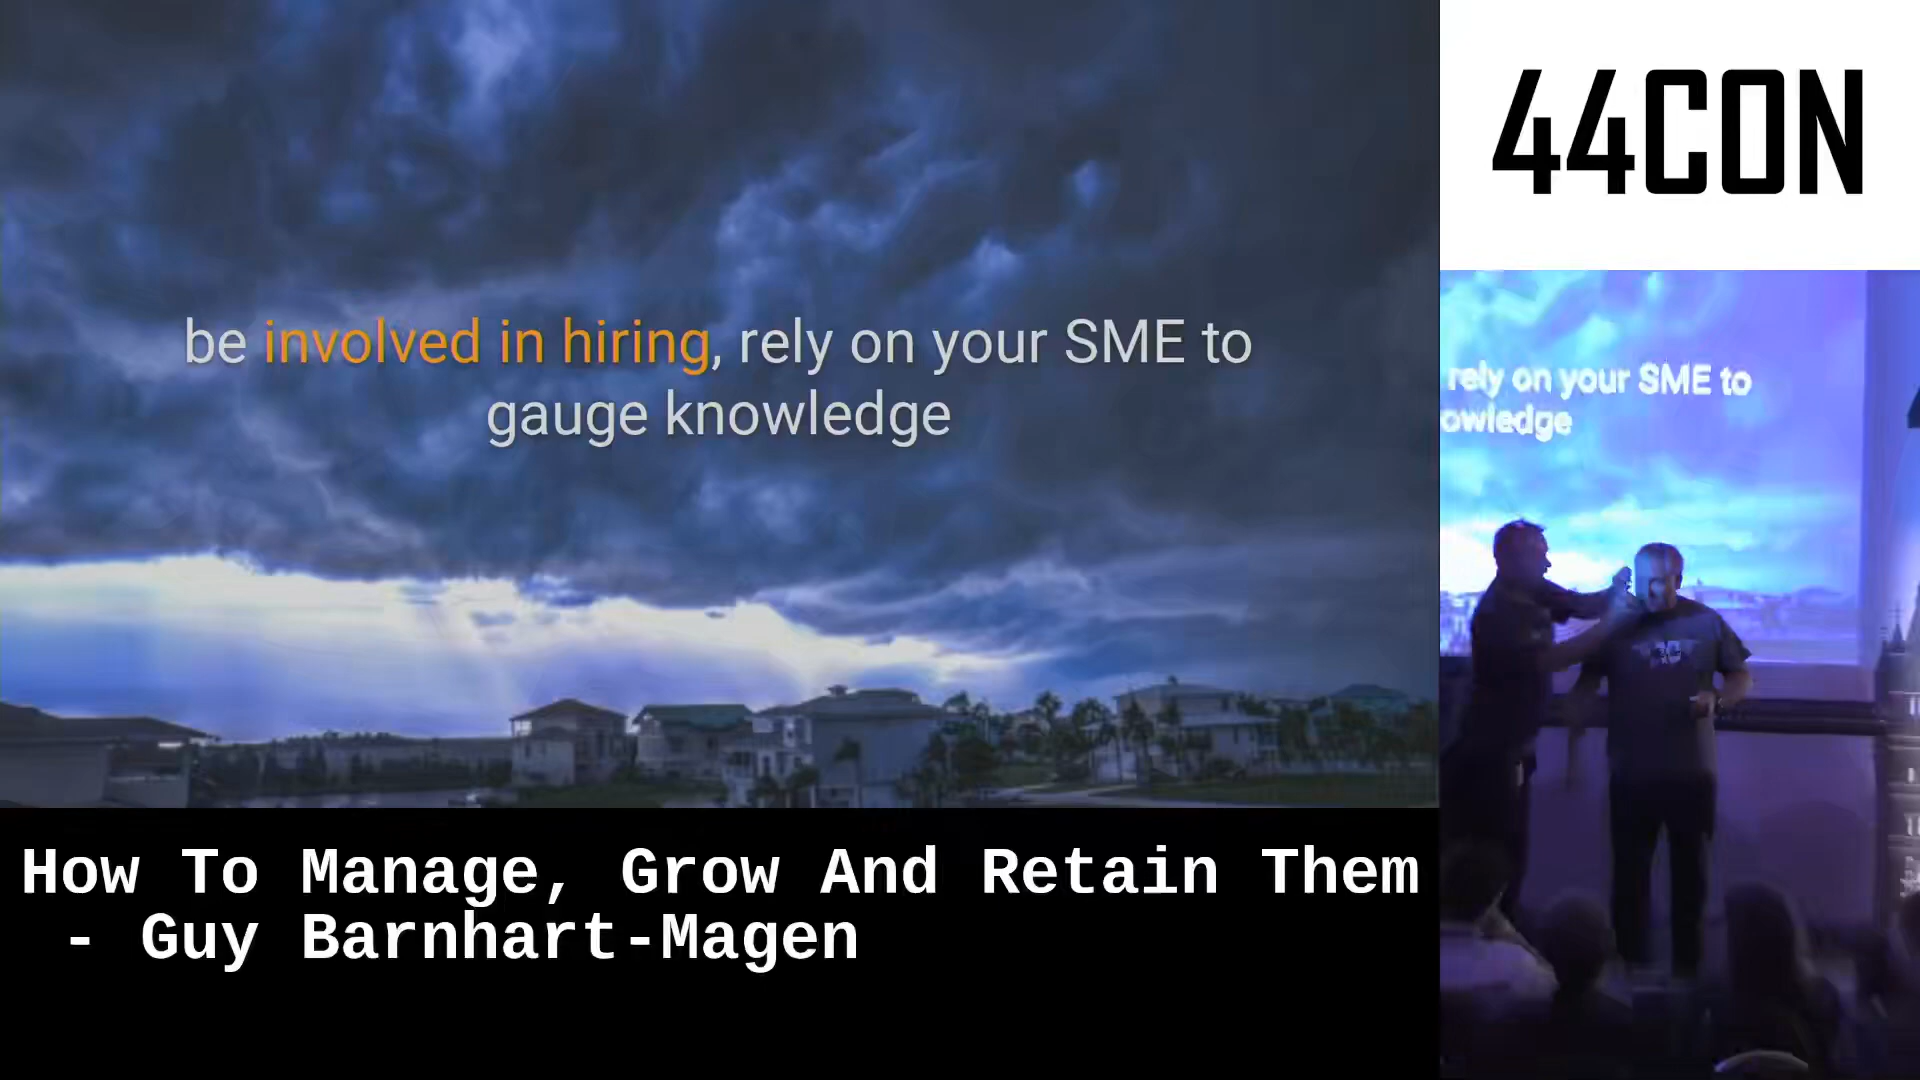 be involved in hiring, rely on your SME to
gauge knowledge
44CON
rely on your SME to
owledge
How To Manage, Grow And Retain Them
- Guy Barnhart-Magen